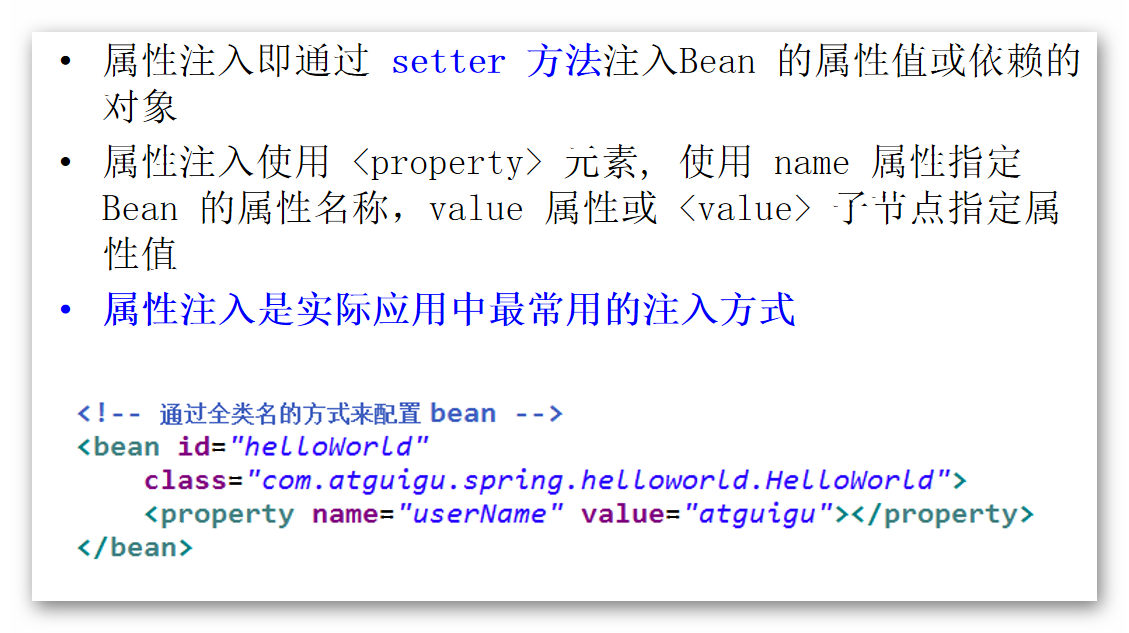 • 属性注入即通过 setter 方法注入Bean 的属性值或依赖的
对象
• 属性注入使用 <property> 元素, 使用 name 属性指定
Bean 的属性名称，value 属性或 <value> 子节点指定属
性值
• 属性注入是实际应用中最常用的注入方式
<!-- 通过全类名的方式来配置 bean -->
<bean id="helloWorld"
class="com.atguigu.spring.helloworld.HelloWorld">
<property name="userName" value="atguigu"></property>
</bean>